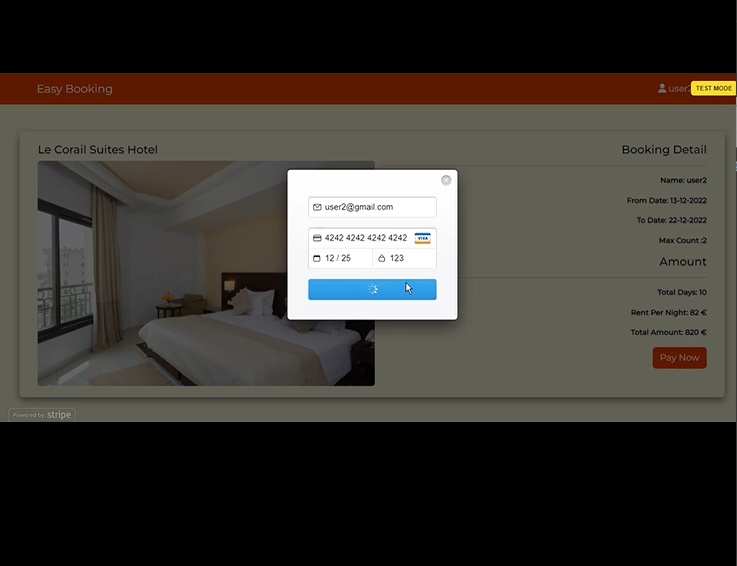 Easy Booking
user2
TEST MODE
Le Corail Suites Hotel
Booking Detail
user2@gmail.com
Name: user2
From Date: 13-12-2022
To Date: 22-12-2022
4242 4242 4242 4242
VISA
Max Count :2
12 / 25
123
Amount
Total Days: 10
Rent Per Night: 82 €
Total Amount: 820 €
Pay Now
Powered by stripe